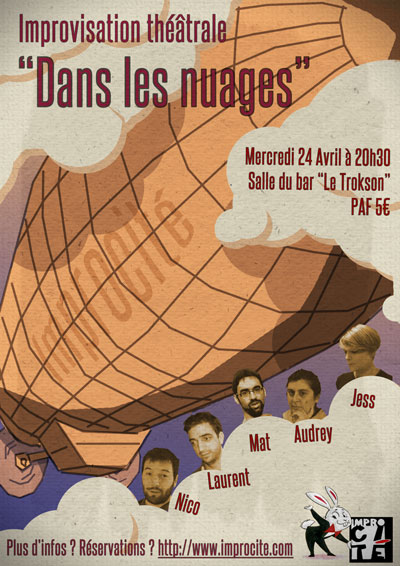 Improvisation théâtrale
“Dans les nuages”
Mercredi 24 Avril à 20h30
Salle du bar “Le Trokson”
PAF 5€
Improcité
Jess
Audrey
Mat
Laurent
Nico
IMPRO
CITÉ
Plus d'infos ? Réservations ? http://www.improcite.com